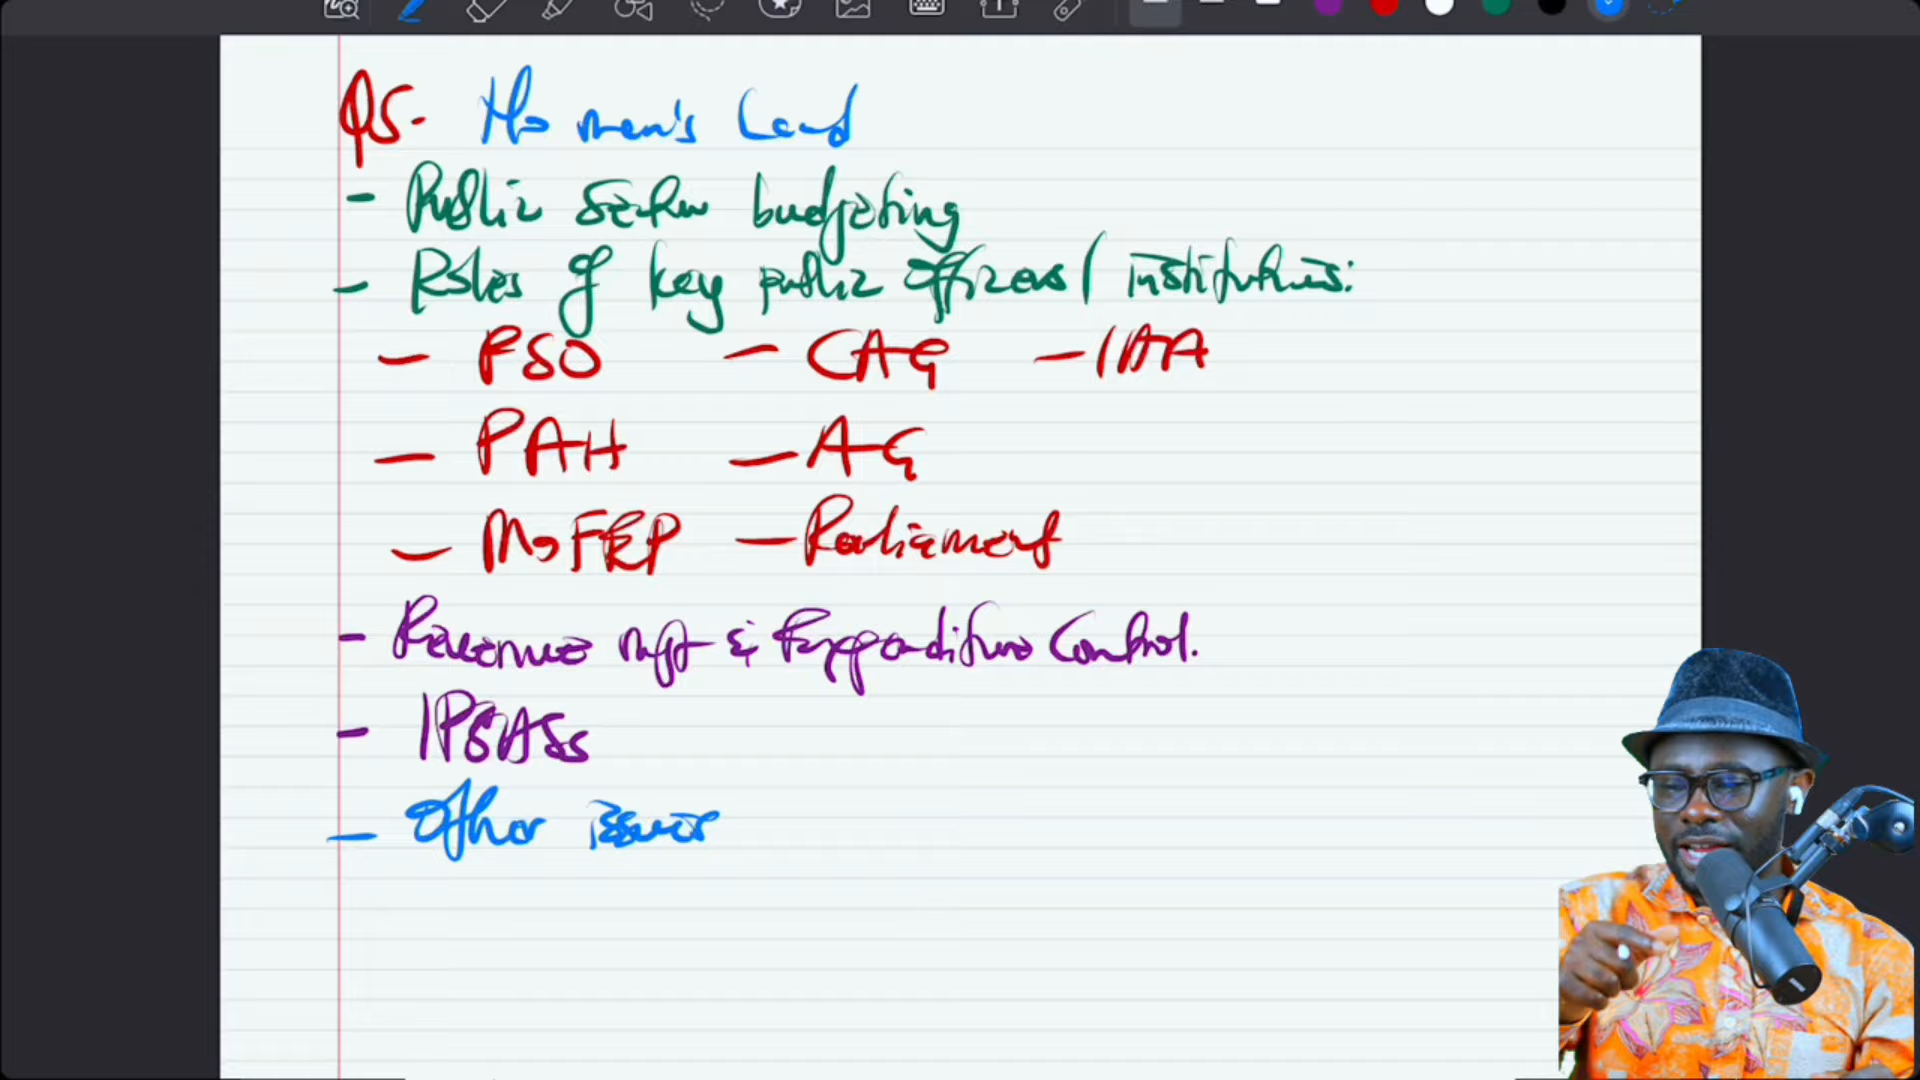 Q5. No man's Land
- Public Sector budgeting
- Roles of key public officers / institutions:
- PSO - CAG - IAA
- PAH - AG
- MoFEP - Parliament
- Revenue mgt & Expenditure Control.
- IPSASs
- Other issues